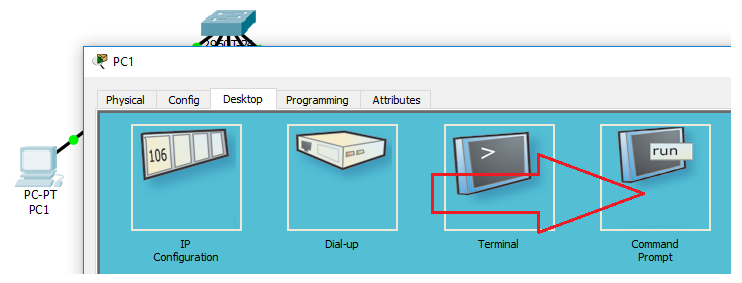 PC1
Physical Config Desktop Programming Attributes
106
>
run
IP
Configuration
Dial-up
Terminal
Command
Prompt
PC-PT
PC1